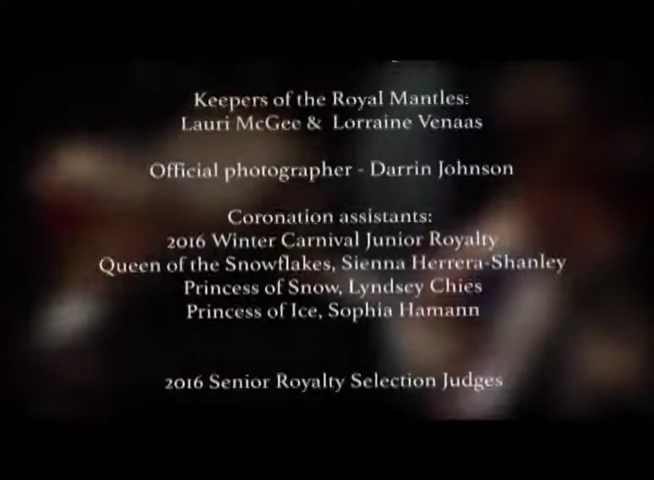 Keepers of the Royal Mantles:
Lauri McGee & Lorraine Venaas
Official photographer - Darrin Johnson
Coronation assistants:
2016 Winter Carnival Junior Royalty
Queen of the Snowflakes, Sienna Herrera-Shanley
Princess of Snow, Lyndsey Chies
Princess of Ice, Sophia Hamann
2016 Senior Royalty Selection Judges